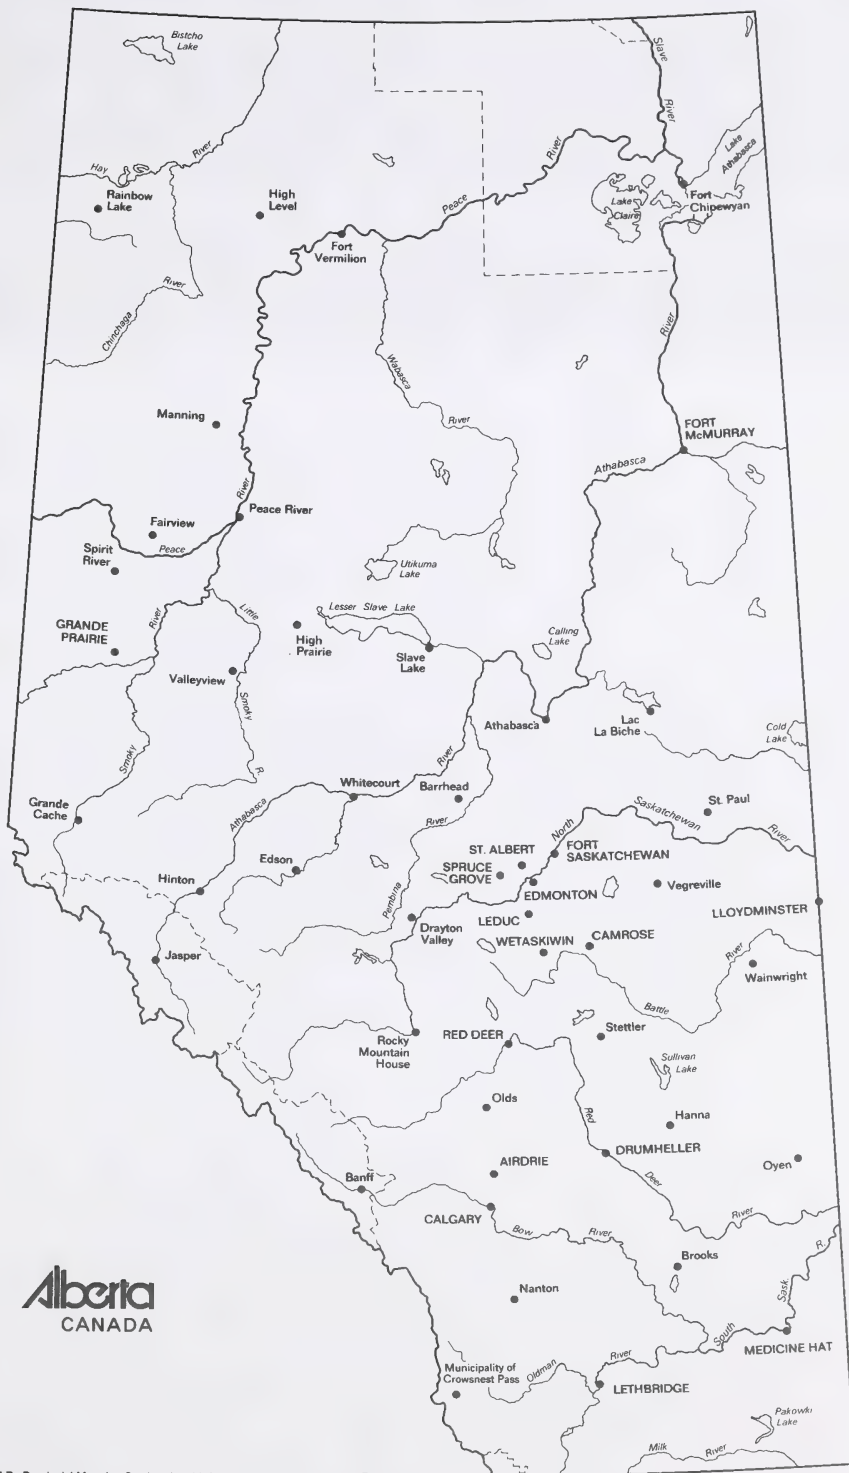 Bistcho
Lake
Slave
River
Lake
Athabasca
Hay
River
River
Rainbow
Lake
High
Level
Peace
Lake
Claire
Fort
Chipewyan
Fort
Vermilion
River
Chinchaga
River
Wabasca
River
Manning
FORT
McMURRAY
Athabasca
River
Peace River
Fairview
Peace
Spirit
River
Utikuma
Lake
GRANDE
PRAIRIE
River
Little
Lesser Slave Lake
High
Prairie
Slave
Lake
Calling
Lake
Valleyview
Smoky
R.
Athabasca
Lac
La Biche
Cold
Lake
Smoky
River
Whitecourt
Barrhead
Grande
Cache
Athabasca
River
St. Paul
Saskatchewan
River
North
ST. ALBERT
FORT
SASKATCHEWAN
SPRUCE
GROVE
Edson
Hinton
EDMONTON
Vegreville
Pembina
LEDUC
LLOYDMINSTER
Drayton
Valley
WETASKIWIN
CAMROSE
Jasper
River
Wainwright
Battle
Rocky
Mountain
House
RED DEER
Stettler
Sullivan
Lake
Olds
Red
Hanna
DRUMHELLER
AIRDRIE
Oyen
Banff
Deer
CALGARY
River
Bow
River
R.
Brooks
Sask.
Nanton
Alberta
CANADA
South
MEDICINE HAT
River
Municipality of
Crowsnest Pass
Oldman
LETHBRIDGE
Pakowki
Lake
Milk
River